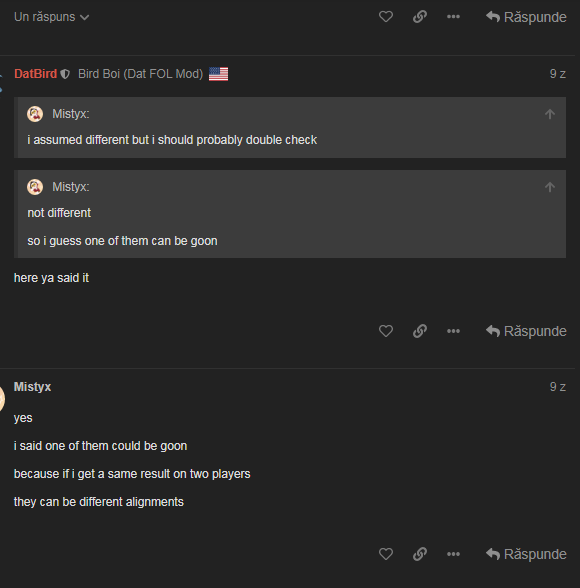 Un răspuns
Răspunde
DatBird Bird Boi (Dat FOL Mod) 9 z
Mistyx:
i assumed different but i should probably double check
Mistyx:
not different
so i guess one of them can be goon
here ya said it
Răspunde
Mistyx 9 z
yes
i said one of them could be goon
because if i get a same result on two players
they can be different alignments
Răspunde